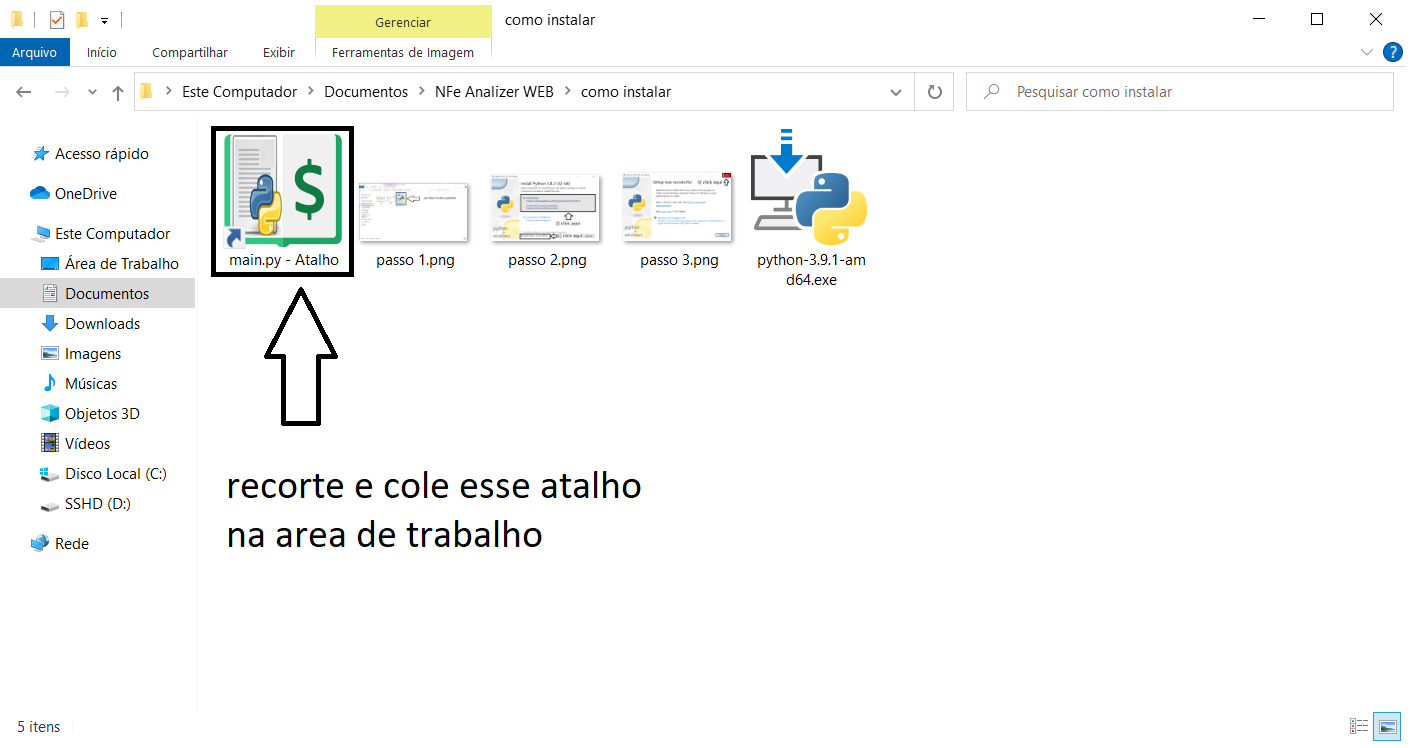 Gerenciar
como instalar
Arquivo
Início
Compartilhar
Exibir
Ferramentas de Imagem
Este Computador
Documentos
NFe Analizer WEB
como instalar
Pesquisar como instalar
Acesso rápido
OneDrive
Este Computador
Área de Trabalho
Documentos
Downloads
Imagens
Músicas
Objetos 3D
Vídeos
Disco Local (C:)
SSHD (D:)
Rede
main.py - Atalho
passo 1.png
passo 2.png
passo 3.png
python-3.9.1-am
d64.exe
recorte e cole esse atalho
na area de trabalho
5 itens